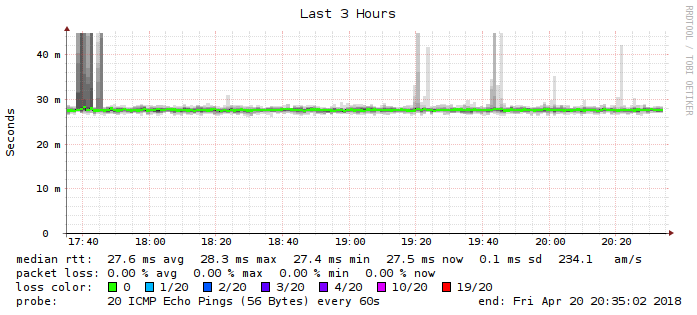 Last 3 Hours
RRDTOOL / TOBI OETIKER
Seconds
40 m
30 m
20 m
10 m
0
17:40 18:00 18:20 18:40 19:00 19:20 19:40 20:00 20:20
median rtt: 27.6 ms avg 28.3 ms max 27.4 ms min 27.5 ms now 0.1 ms sd 234.1 am/s
packet loss: 0.00 % avg 0.00 % max 0.00 % min 0.00 % now
loss color: 0 1/20 2/20 3/20 4/20 10/20 19/20
probe: 20 ICMP Echo Pings (56 Bytes) every 60s end: Fri Apr 20 20:35:02 2018